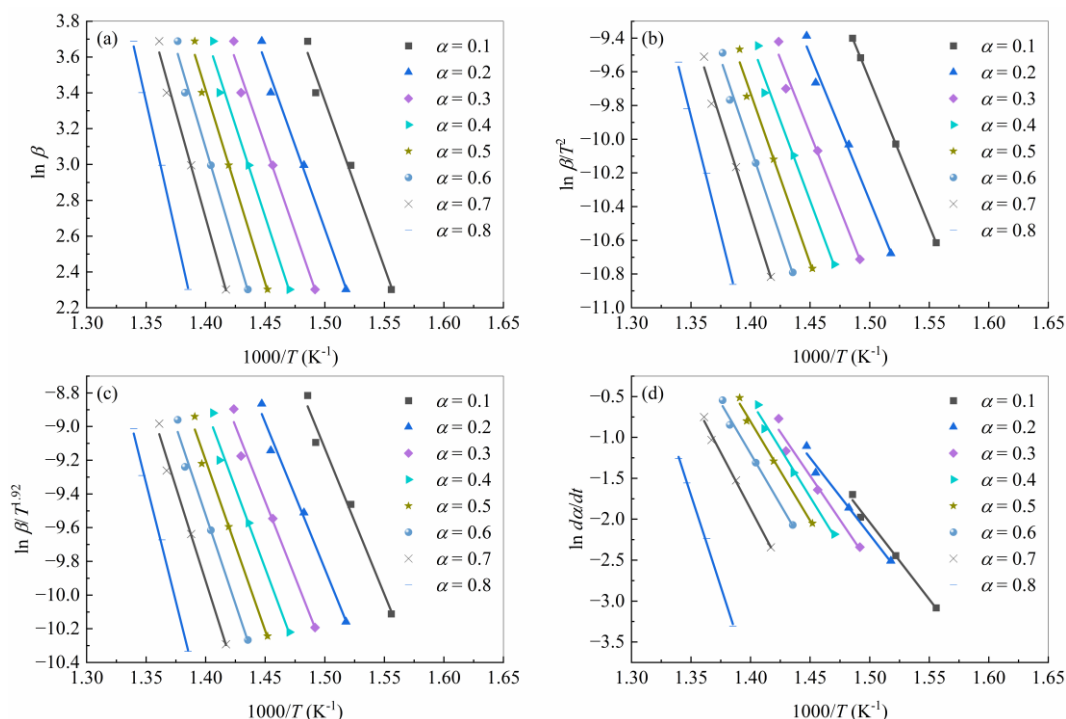 (a)
3.8
3.6
3.4
3.2
3.0
2.8
2.6
2.4
2.2
ln β
1.30 1.35 1.40 1.45 1.50 1.55 1.60 1.65
1000/T (K⁻¹)
α = 0.1
α = 0.2
α = 0.3
α = 0.4
α = 0.5
α = 0.6
α = 0.7
α = 0.8
(b)
−9.4
−9.6
−9.8
−10.0
−10.2
−10.4
−10.6
−10.8
−11.0
ln β/T²
1.30 1.35 1.40 1.45 1.50 1.55 1.60 1.65
1000/T (K⁻¹)
α = 0.1
α = 0.2
α = 0.3
α = 0.4
α = 0.5
α = 0.6
α = 0.7
α = 0.8
(c)
−8.8
−9.0
−9.2
−9.4
−9.6
−9.8
−10.0
−10.2
−10.4
ln β/T¹·⁹²
1.30 1.35 1.40 1.45 1.50 1.55 1.60 1.65
1000/T (K⁻¹)
α = 0.1
α = 0.2
α = 0.3
α = 0.4
α = 0.5
α = 0.6
α = 0.7
α = 0.8
(d)
−0.5
−1.0
−1.5
−2.0
−2.5
−3.0
−3.5
ln dα/dt
1.30 1.35 1.40 1.45 1.50 1.55 1.60 1.65
1000/T (K⁻¹)
α = 0.1
α = 0.2
α = 0.3
α = 0.4
α = 0.5
α = 0.6
α = 0.7
α = 0.8